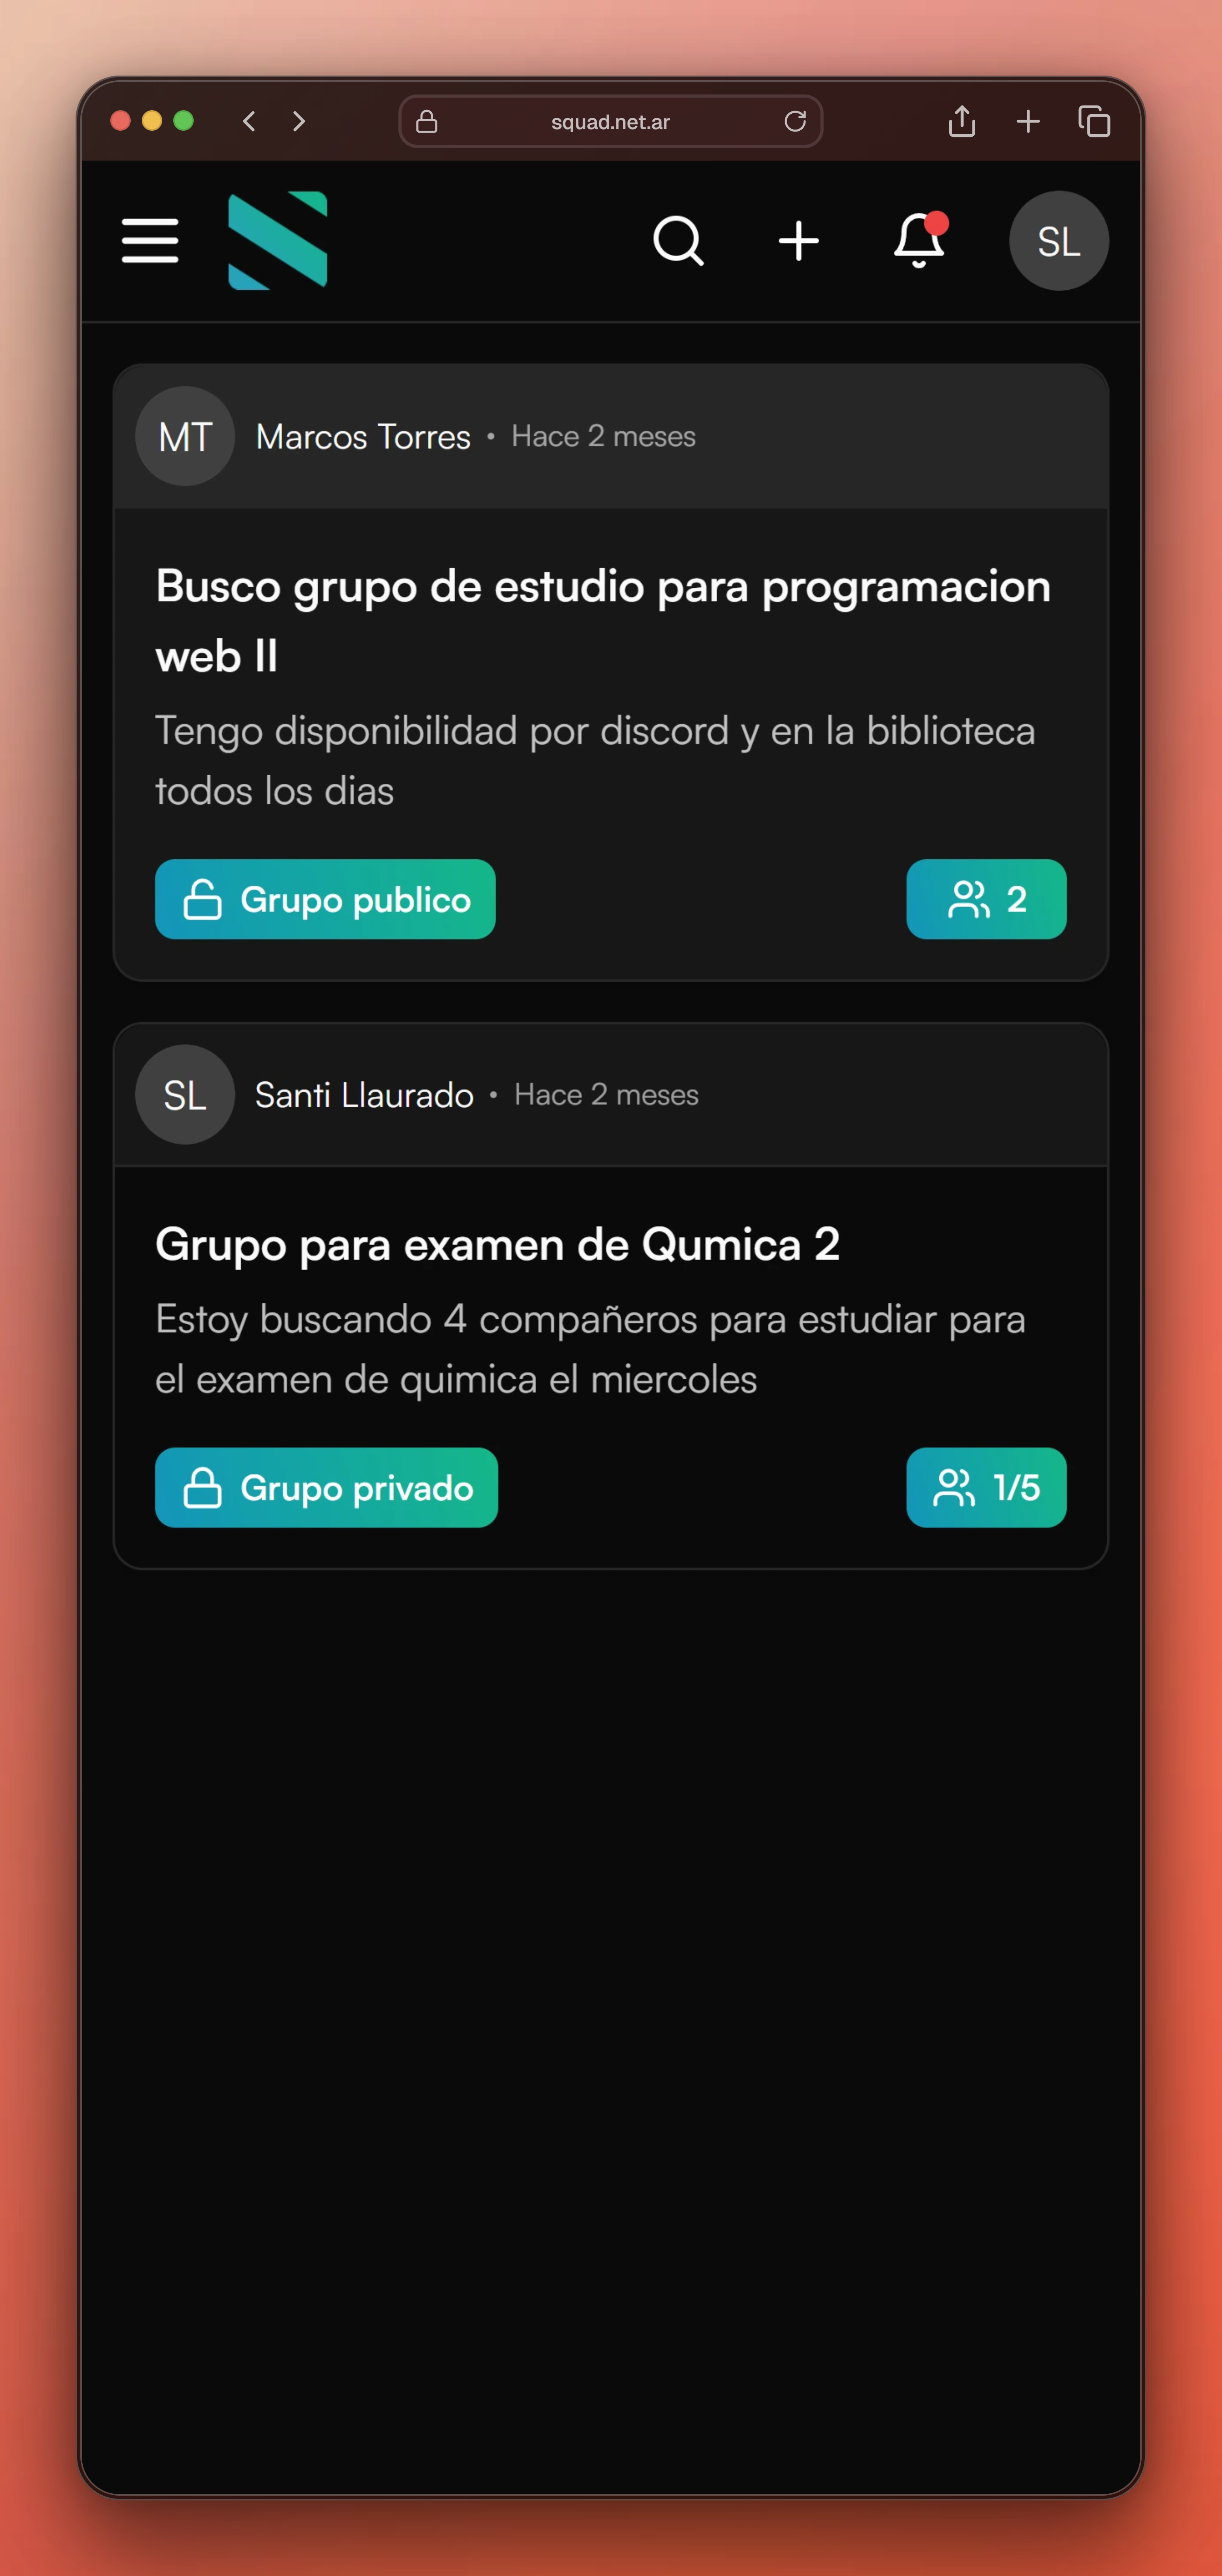 squad.net.ar
SL
MT Marcos Torres • Hace 2 meses
Busco grupo de estudio para programacion
web II
Tengo disponibilidad por discord y en la biblioteca
todos los dias
Grupo publico 2
SL Santi Llaurado • Hace 2 meses
Grupo para examen de Qumica 2
Estoy buscando 4 compañeros para estudiar para
el examen de quimica el miercoles
Grupo privado 1/5